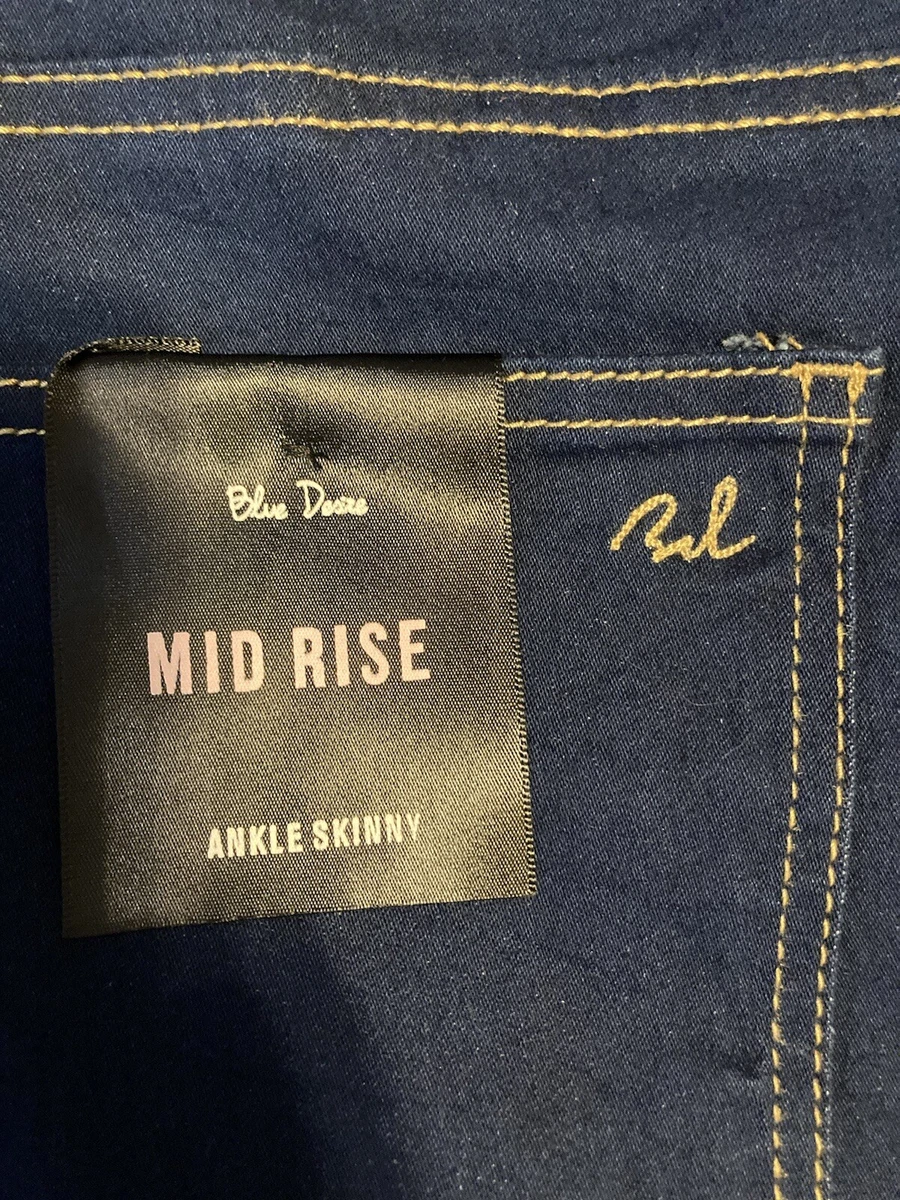 Blue Desire
MID RISE
ANKLE SKINNY